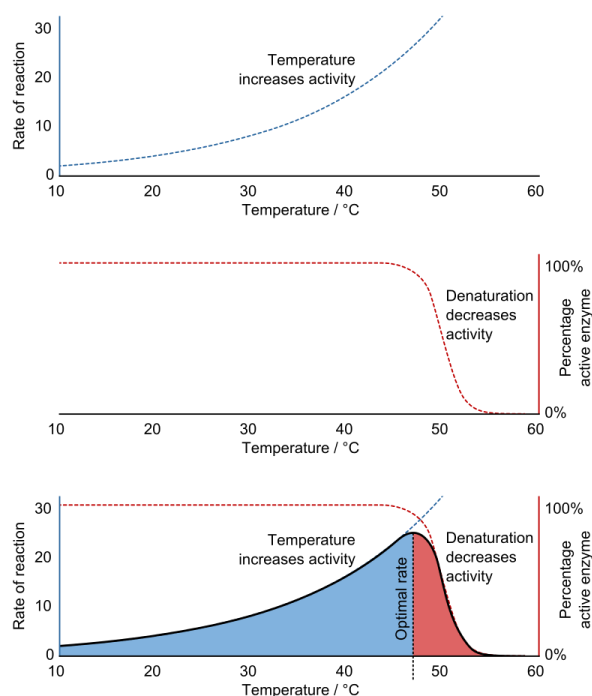 30
20
10
0
Rate of reaction
Temperature
increases activity
10 20 30 40 50 60
Temperature / °C
100%
0%
Percentage
active enzyme
Denaturation
decreases
activity
10 20 30 40 50 60
Temperature / °C
30
20
10
0
Rate of reaction
Temperature
increases activity
Optimal rate
Denaturation
decreases
activity
100%
0%
Percentage
active enzyme
10 20 30 40 50 60
Temperature / °C